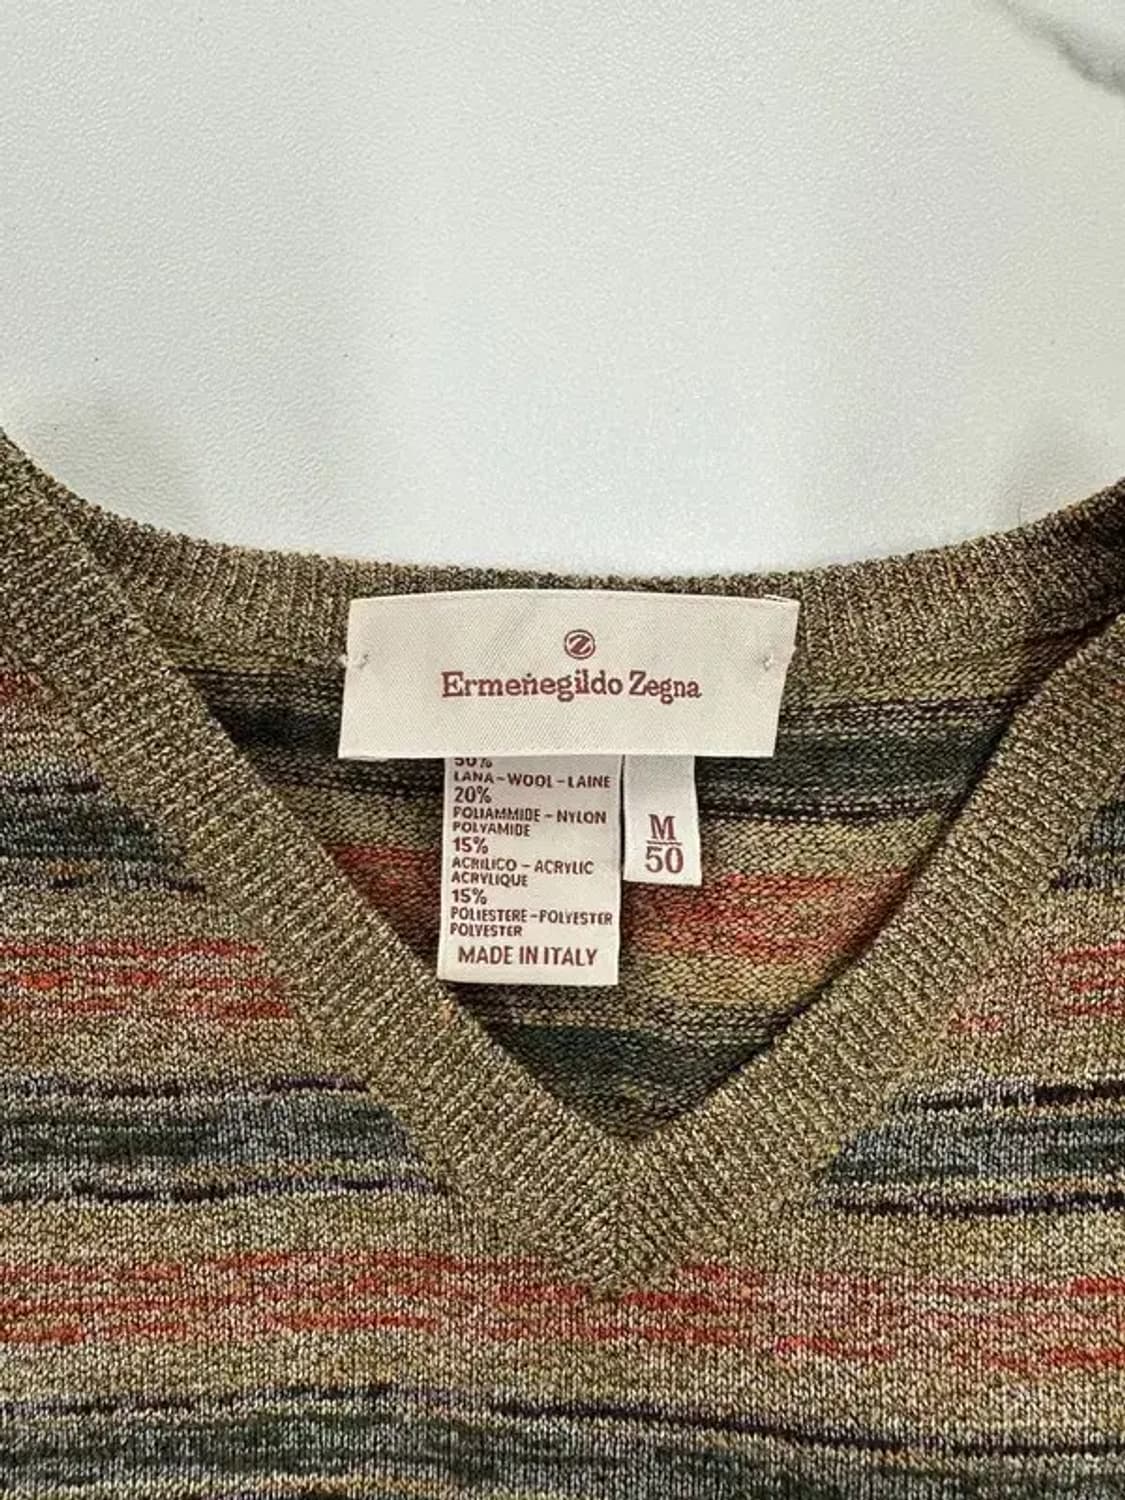 Ermenegildo Zegna
50%
LANA-WOOL-LAINE
20%
POLIAMMIDE-NYLON
POLYAMIDE
15%
ACRILICO-ACRYLIC
ACRYLIQUE
15%
POLIESTERE-POLYESTER
POLYESTER
MADE IN ITALY
M
50